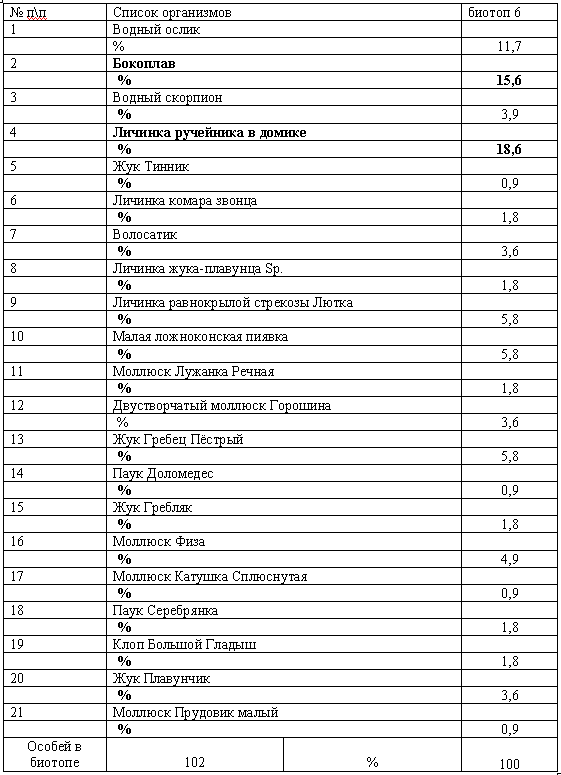 № п\п Список организмов биотоп 6
1 Водный ослик
% 11,7
2 Бокоплав
% 15,6
3 Водный скорпион
% 3,9
4 Личинка ручейника в домике
% 18,6
5 Жук Тинник
% 0,9
6 Личинка комара звонца
% 1,8
7 Волосатик
% 3,6
8 Личинка жука-плавунца Sp.
% 1,8
9 Личинка равнокрылой стрекозы Лютка
% 5,8
10 Малая ложноконская пиявка
% 5,8
11 Моллюск Лужанка Речная
% 1,8
12 Двустворчатый моллюск Горошина
% 3,6
13 Жук Гребец Пёстрый
% 5,8
14 Паук Доломедес
% 0,9
15 Жук Гребляк
% 1,8
16 Моллюск Физа
% 4,9
17 Моллюск Катушка Сплюснутая
% 0,9
18 Паук Серебрянка
% 1,8
19 Клоп Большой Гладыш
% 1,8
20 Жук Плавунчик
% 3,6
21 Моллюск Прудовик малый
% 0,9
Особей в
биотопе 102 % 100